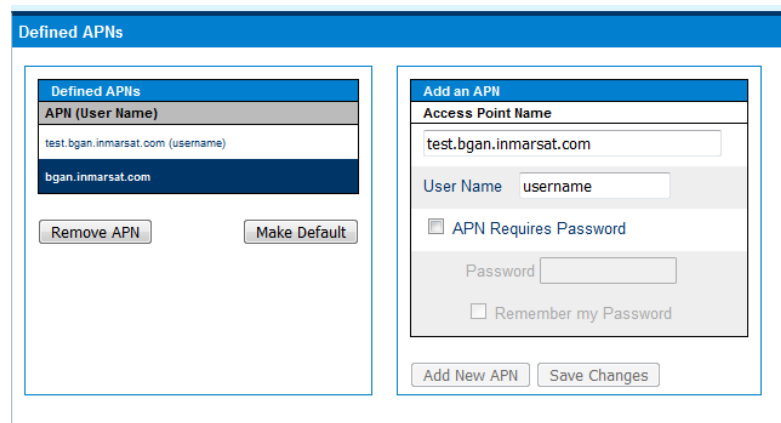 Defined APNs
Defined APNs
APN (User Name)
test.bgan.inmarsat.com (username)
bgan.inmarsat.com
Remove APN
Make Default
Add an APN
Access Point Name
test.bgan.inmarsat.com
User Name username
APN Requires Password
Password
Remember my Password
Add New APN
Save Changes